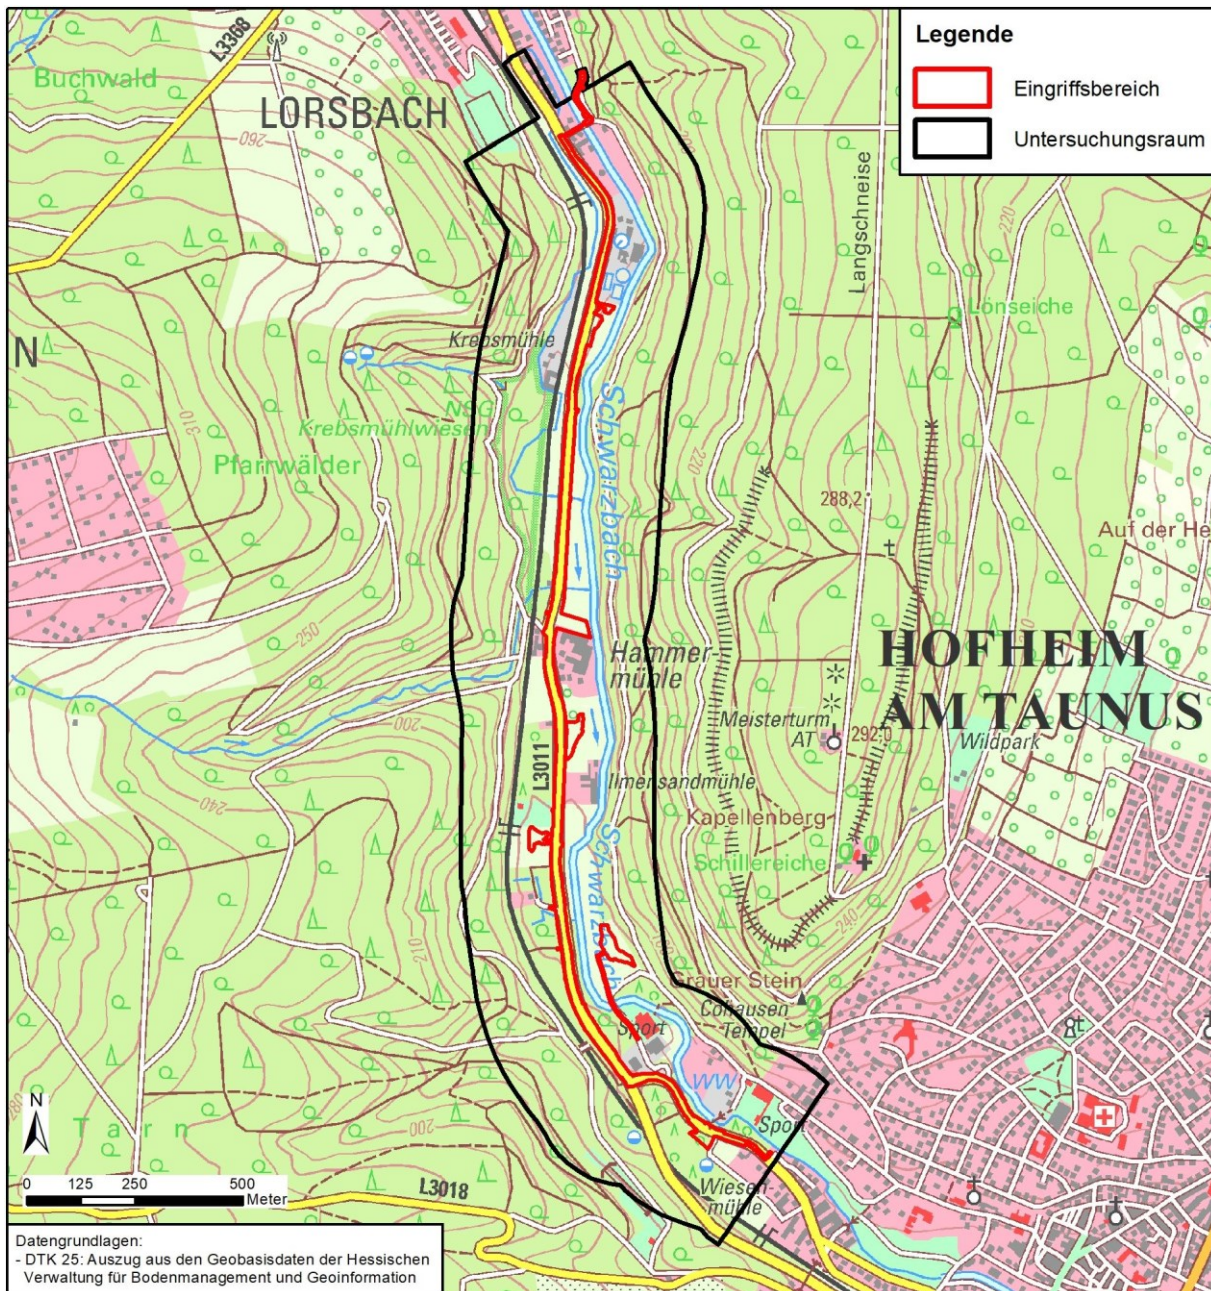 L3368
Buchwald
LORSBACH
260
Legende
Eingriffsbereich
Untersuchungsraum
220
Langschneise
Lönseiche
N
Krebsmühle
NSG
Krebsmühlwiesen
310
Pfarrwälder
Schwarzbach
220
288,2
Auf der He
250
Hammer-
mühle
HOFHEIM
AM TAUNUS
200
Meisterturm
AT
292,0
Wildpark
L3011
Ilmensandmühle
240
Kapellenberg
Schillereiche
Schwarzbach
240
210
Grauer Stein
Cohausen
Tempel
Sport
WW
Sport
N
280
Tarn
200
0 125 250 500
Meter
L3018
Wiesen-
mühle
Datengrundlagen:
- DTK 25: Auszug aus den Geobasisdaten der Hessischen
Verwaltung für Bodenmanagement und Geoinformation